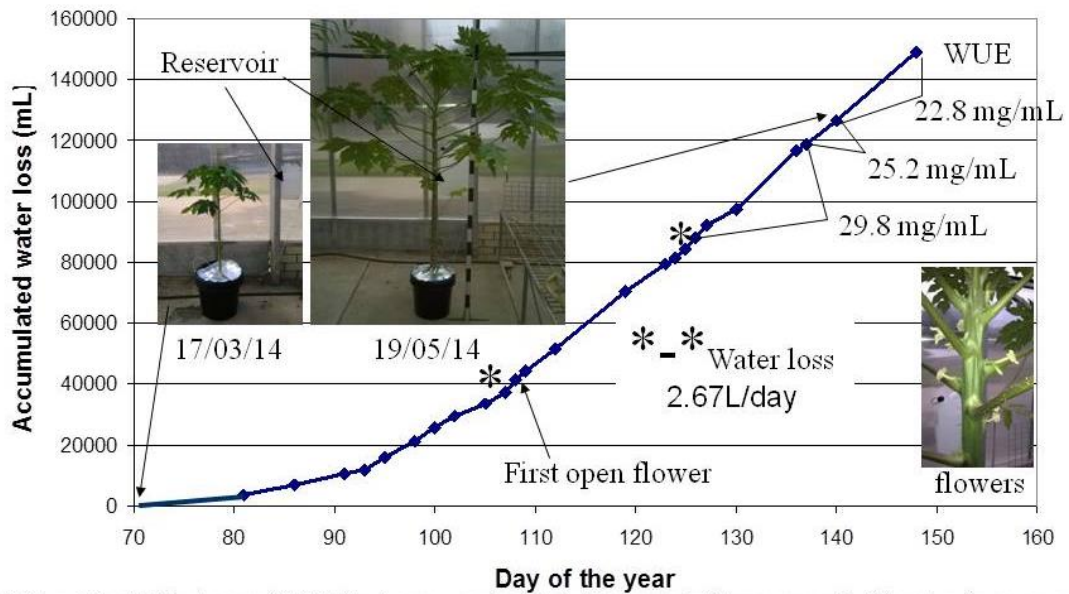 160000
140000
120000
100000
80000
60000
40000
20000
0
Accumulated water loss (mL)
Reservoir
17/03/14
19/05/14
WUE
22.8 mg/mL
25.2 mg/mL
29.8 mg/mL
*
*
*-* Water loss
2.67L/day
First open flower
flowers
70 80 90 100 110 120 130 140 150 160
Day of the year